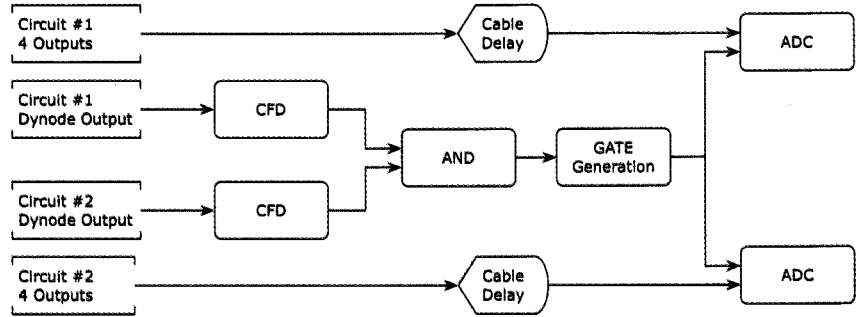 Circuit #1
4 Outputs
Cable
Delay
ADC
Circuit #1
Dynode Output
CFD
AND
GATE
Generation
Circuit #2
Dynode Output
CFD
Circuit #2
4 Outputs
Cable
Delay
ADC